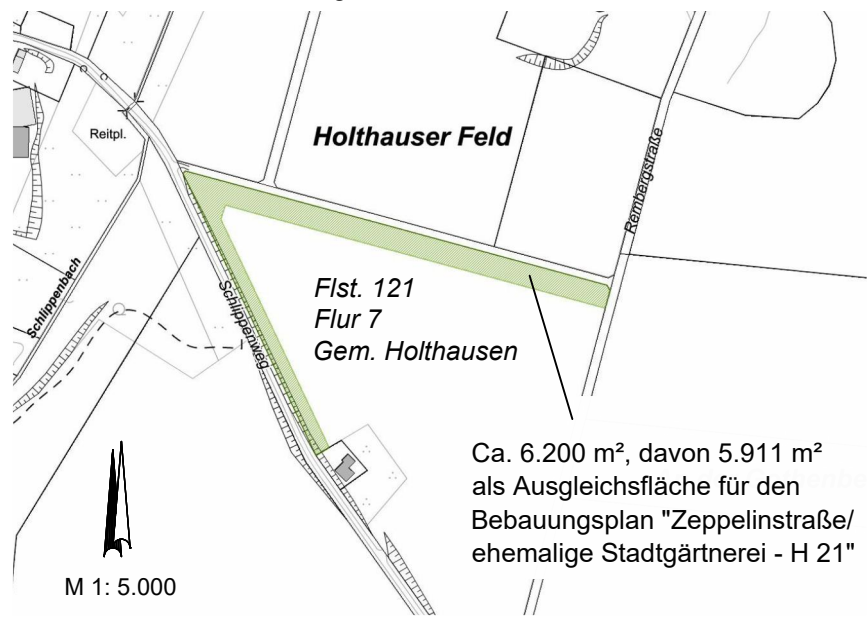 Reitpl.
Holthauser Feld
Rembergstraße
Schlippenbach
Schlippenweg
Flst. 121
Flur 7
Gem. Holthausen
Ca. 6.200 m², davon 5.911 m²
als Ausgleichsfläche für den
Bebauungsplan "Zeppelinstraße/
ehemalige Stadtgärtnerei - H 21"
M 1: 5.000